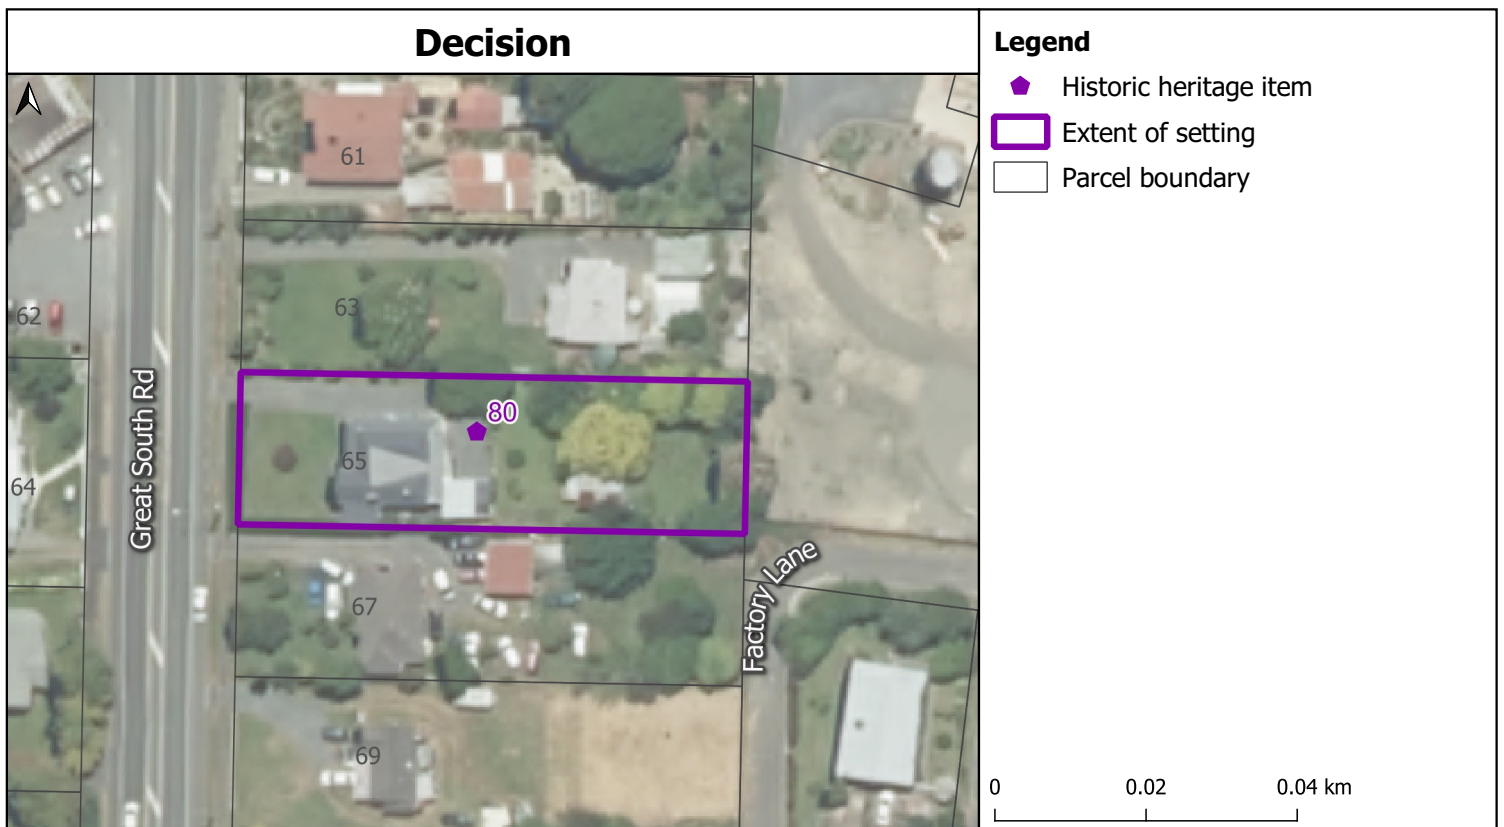 Decision
Legend
Historic heritage item
Extent of setting
Parcel boundary
61
63
62
80
65
64
Great South Rd
67
Factory Lane
69
0 0.02 0.04 km